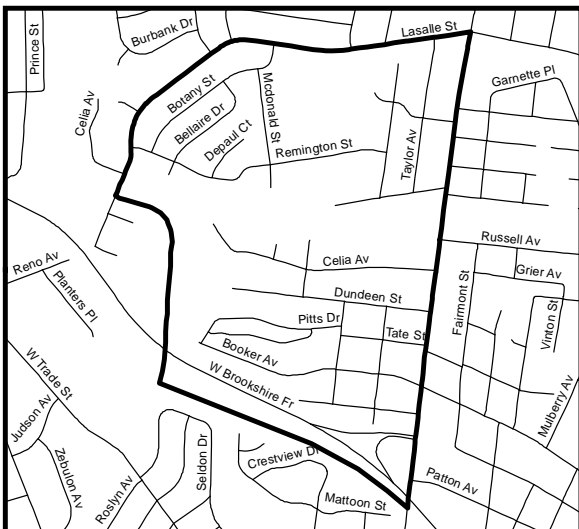 Lasalle St
Burbank Dr
Prince St
Garnette Pl
Botany St
Mcdonald St
Celia Av
Bellaire Dr
Depaul Ct
Remington St
Taylor Av
Russell Av
Reno Av
Celia Av
Grier Av
Planters Pl
Dundeen St
Fairmont St
Pitts Dr
Tate St
Vinton St
Booker Av
W Trade St
W Brookshire Fr
Mulberry Av
Judson Av
Zebulon Av
Seldon Dr
Crestview Dr
Roslyn Av
Patton Av
Mattoon St